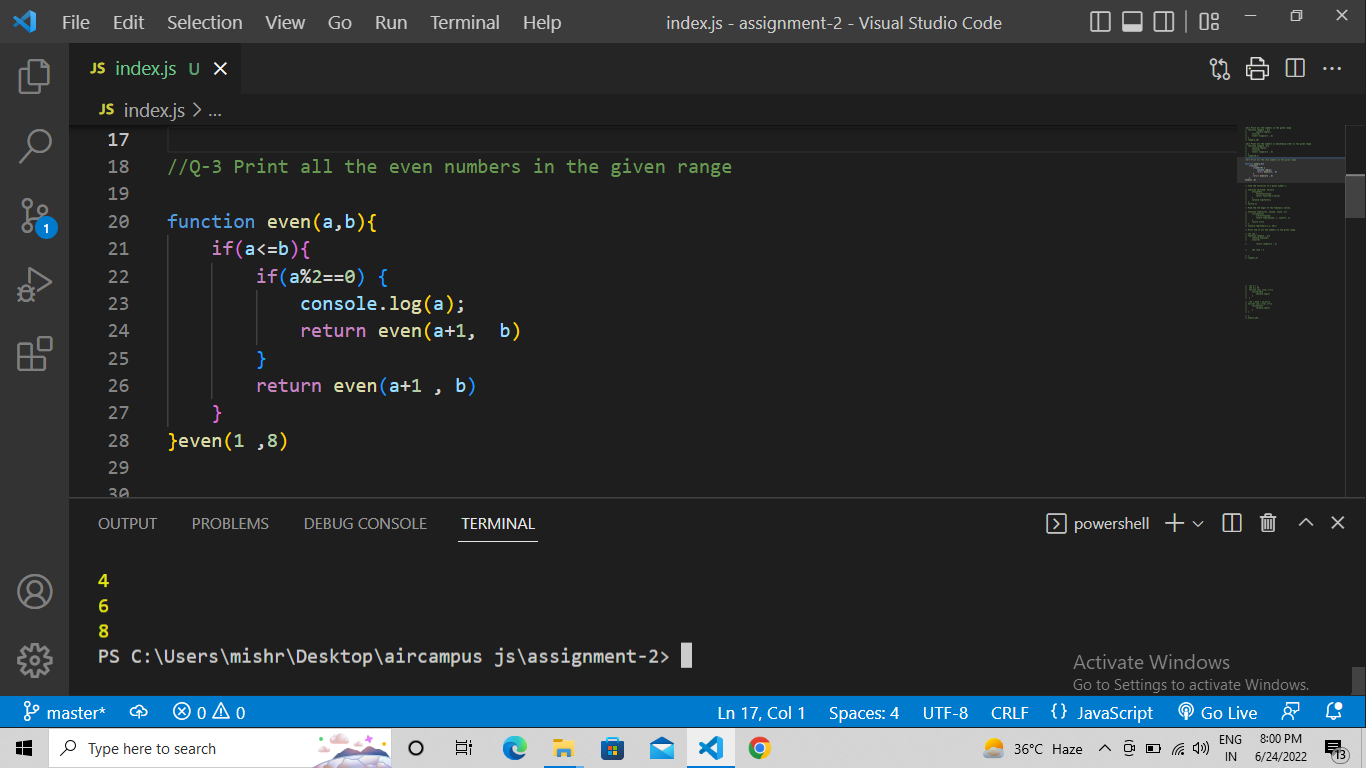 File Edit Selection View Go Run Terminal Help index.js - assignment-2 - Visual Studio Code
JS index.js U
JS index.js > ...
17
18 //Q-3 Print all the even numbers in the given range
19
20 function even(a,b){
21 if(a<=b){
22 if(a%2==0) {
23 console.log(a);
24 return even(a+1,  b)
25 }
26 return even(a+1 , b)
27 }
28 }even(1 ,8)
29
30
1
OUTPUT PROBLEMS DEBUG CONSOLE TERMINAL powershell
4
6
8
PS C:\Users\mishr\Desktop\aircampus js\assignment-2>
Activate Windows
Go to Settings to activate Windows.
master* 0 0 Ln 17, Col 1 Spaces: 4 UTF-8 CRLF {} JavaScript Go Live
Type here to search 36°C Haze ENG 8:00 PM
IN 6/24/2022 13